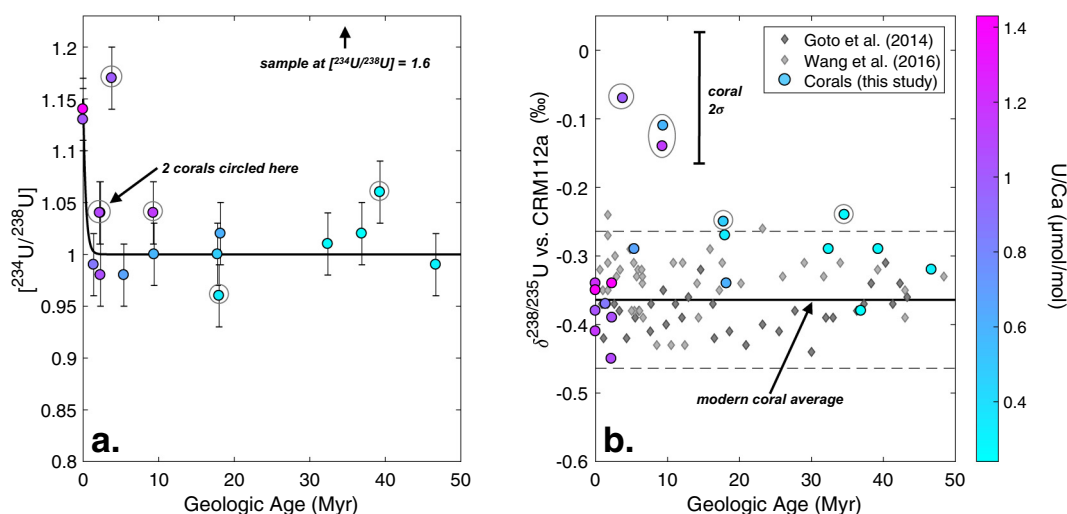 sample at [²³⁴U/²³⁸U] = 1.6
2 corals circled here
a.
[²³⁴U/²³⁸U]
1.2
1.15
1.1
1.05
1
0.95
0.9
0.85
0.8
0 10 20 30 40 50
Geologic Age (Myr)
Goto et al. (2014)
Wang et al. (2016)
Corals (this study)
coral
2σ
modern coral average
b.
δ²³⁸/²³⁵U vs. CRM112a (‰)
0
-0.1
-0.2
-0.3
-0.4
-0.5
-0.6
0 10 20 30 40 50
Geologic Age (Myr)
1.4
1.2
1
0.8
0.6
0.4
U/Ca (μmol/mol)